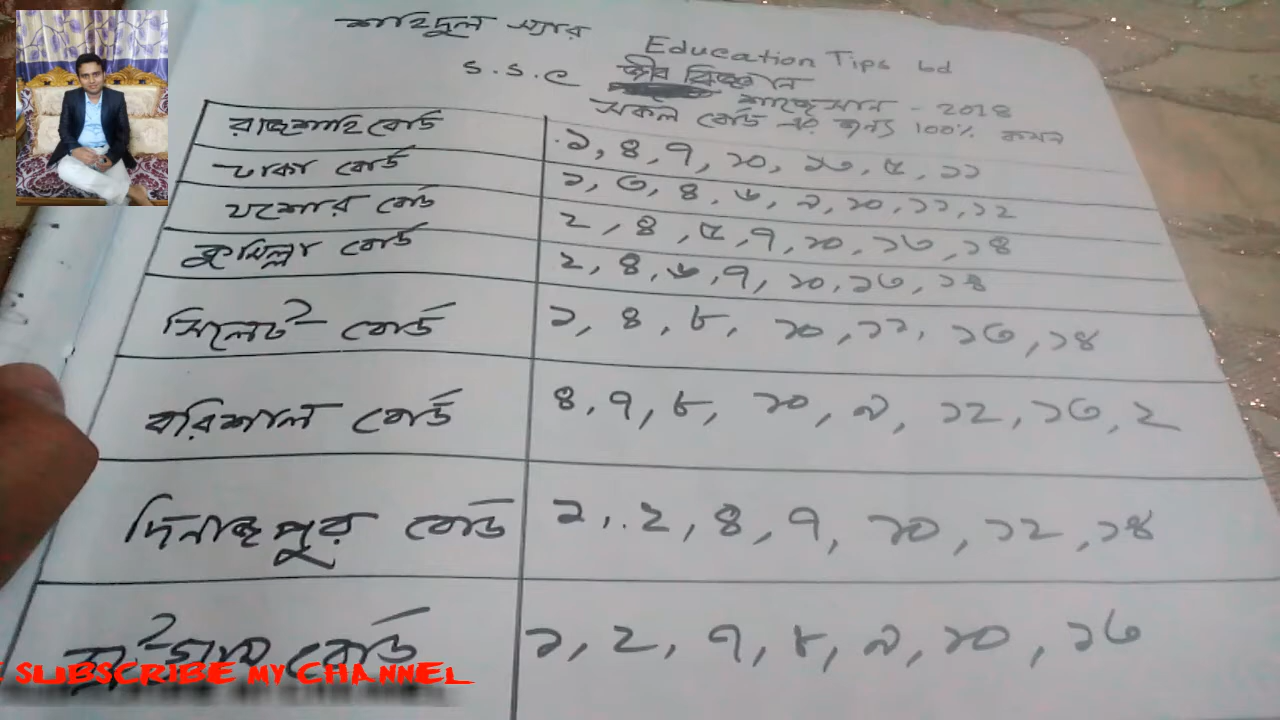 শাহিদুল স্যার
Education Tips bd
S.S.C জীব বিজ্ঞান
সাজেসান - 2018
সকল বোর্ড এর জন্য 100% কমন
রাজশাহি বোর্ড ১, ৪, ৭, ১০, ১৩, ৫, ১১
ঢাকা বোর্ড ১, ৩, ৪, ৬, ৯, ১০, ১১, ১২
যশোর বোর্ড ২, ৪, ৫, ৭, ১০, ১৩, ১৪
কুমিল্লা বোর্ড ২, ৪, ৬, ৭, ১০, ১৩, ১৪
সিলেট বোর্ড ১, ৪, ৮, ১০, ১১, ১৩, ১৪
বরিশাল বোর্ড ৪, ৭, ৮, ১০, ৯, ১২, ১৩, ২
দিনাজপুর বোর্ড ১, ২, ৪, ৭, ১০, ১২, ১৪
বোর্ড ১, ২, ৭, ৮, ৯, ১০, ১৩
SUBSCRIBE MY CHANNEL